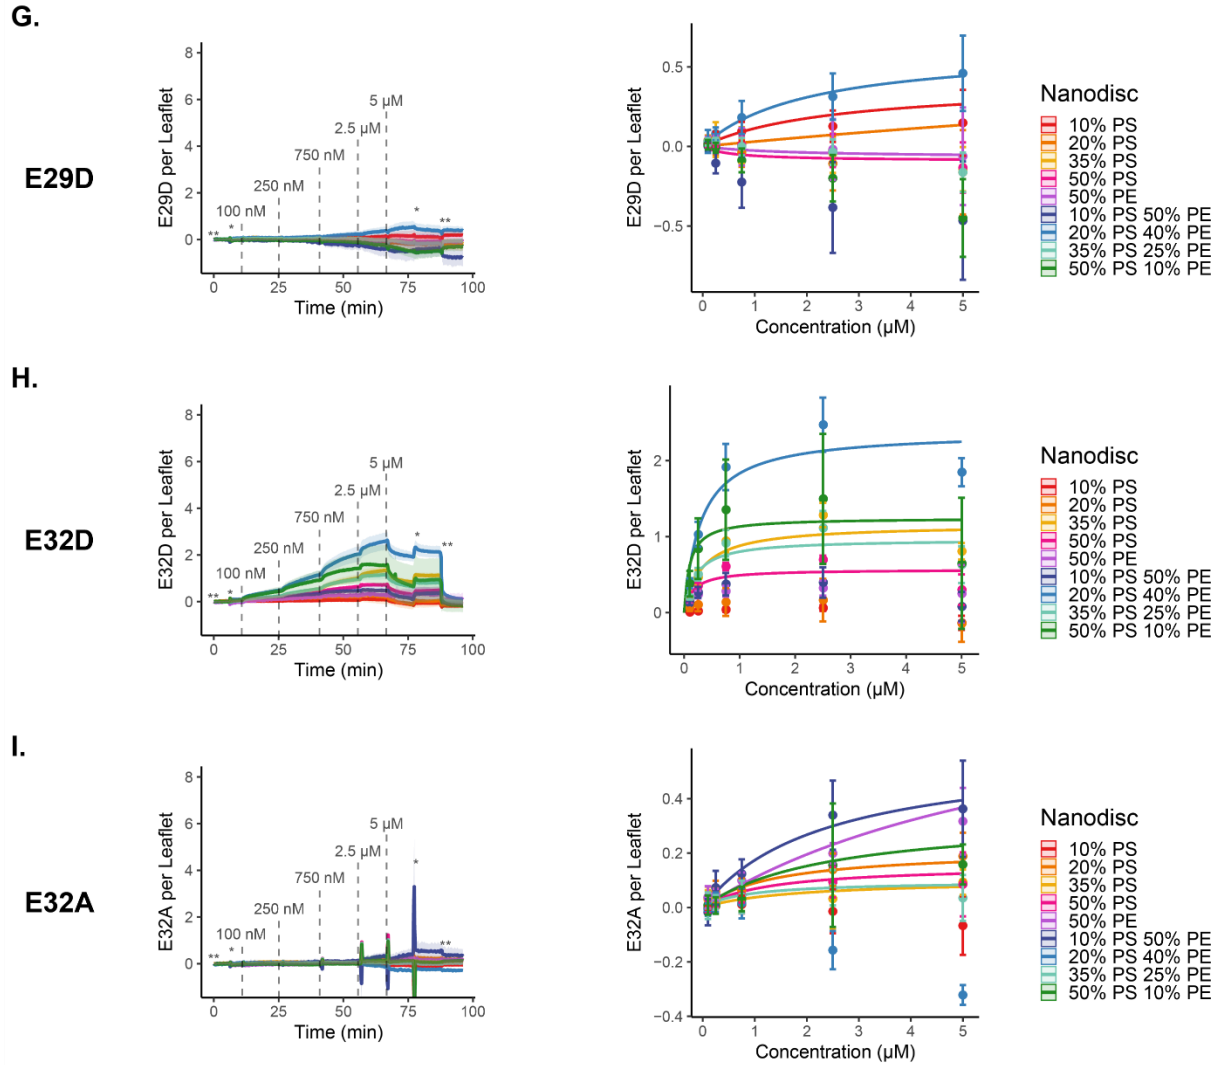 G.
E29D
E29D per Leaflet
8
6
4
2
0
** * 100 nM 250 nM 750 nM 2.5 µM 5 µM * **
0 25 50 75 100
Time (min)
E29D per Leaflet
0.5
0.0
−0.5
0 1 2 3 4 5
Concentration (µM)
Nanodisc
10% PS
20% PS
35% PS
50% PS
50% PE
10% PS 50% PE
20% PS 40% PE
35% PS 25% PE
50% PS 10% PE
H.
E32D
E32D per Leaflet
8
6
4
2
0
** * 100 nM 250 nM 750 nM 2.5 µM 5 µM * **
0 25 50 75 100
Time (min)
E32D per Leaflet
2
1
0
0 1 2 3 4 5
Concentration (µM)
Nanodisc
10% PS
20% PS
35% PS
50% PS
50% PE
10% PS 50% PE
20% PS 40% PE
35% PS 25% PE
50% PS 10% PE
I.
E32A
E32A per Leaflet
8
6
4
2
0
** * 100 nM 250 nM 750 nM 2.5 µM 5 µM * **
0 25 50 75 100
Time (min)
E32A per Leaflet
0.4
0.2
0.0
−0.2
−0.4
0 1 2 3 4 5
Concentration (µM)
Nanodisc
10% PS
20% PS
35% PS
50% PS
50% PE
10% PS 50% PE
20% PS 40% PE
35% PS 25% PE
50% PS 10% PE